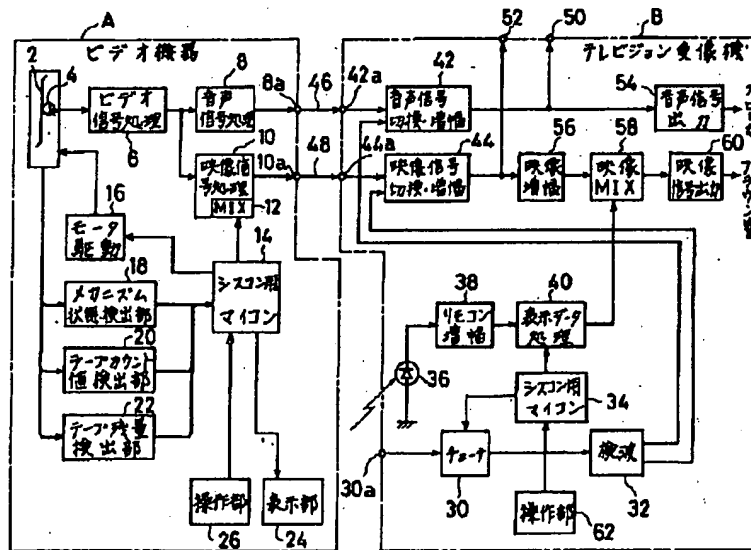 A
ビデオ機器
2
4
ビデオ
信号処理
6
8
音声
信号処理
8a
10
映像信
号処理
MIX
10a
12
16
モータ
駆動
14
シスコン用
マイコン
18
メカニズム
状態検出部
20
テープカウント
値検出部
22
テープ残量
検出部
操作部
26
表示部
24
46
48
B
テレビジョン受像機
52
50
42a
42
音声信号
切換・増幅
44a
44
映像信号
切換・増幅
54
音声信号
出力
56
映像
増幅
58
映像
MIX
60
映像
信号出力
ブラウン管
38
リモコン
増幅
40
表示データ
処理
36
シスコン用
マイコン
34
30a
チューナ
30
検波
32
操作部
62